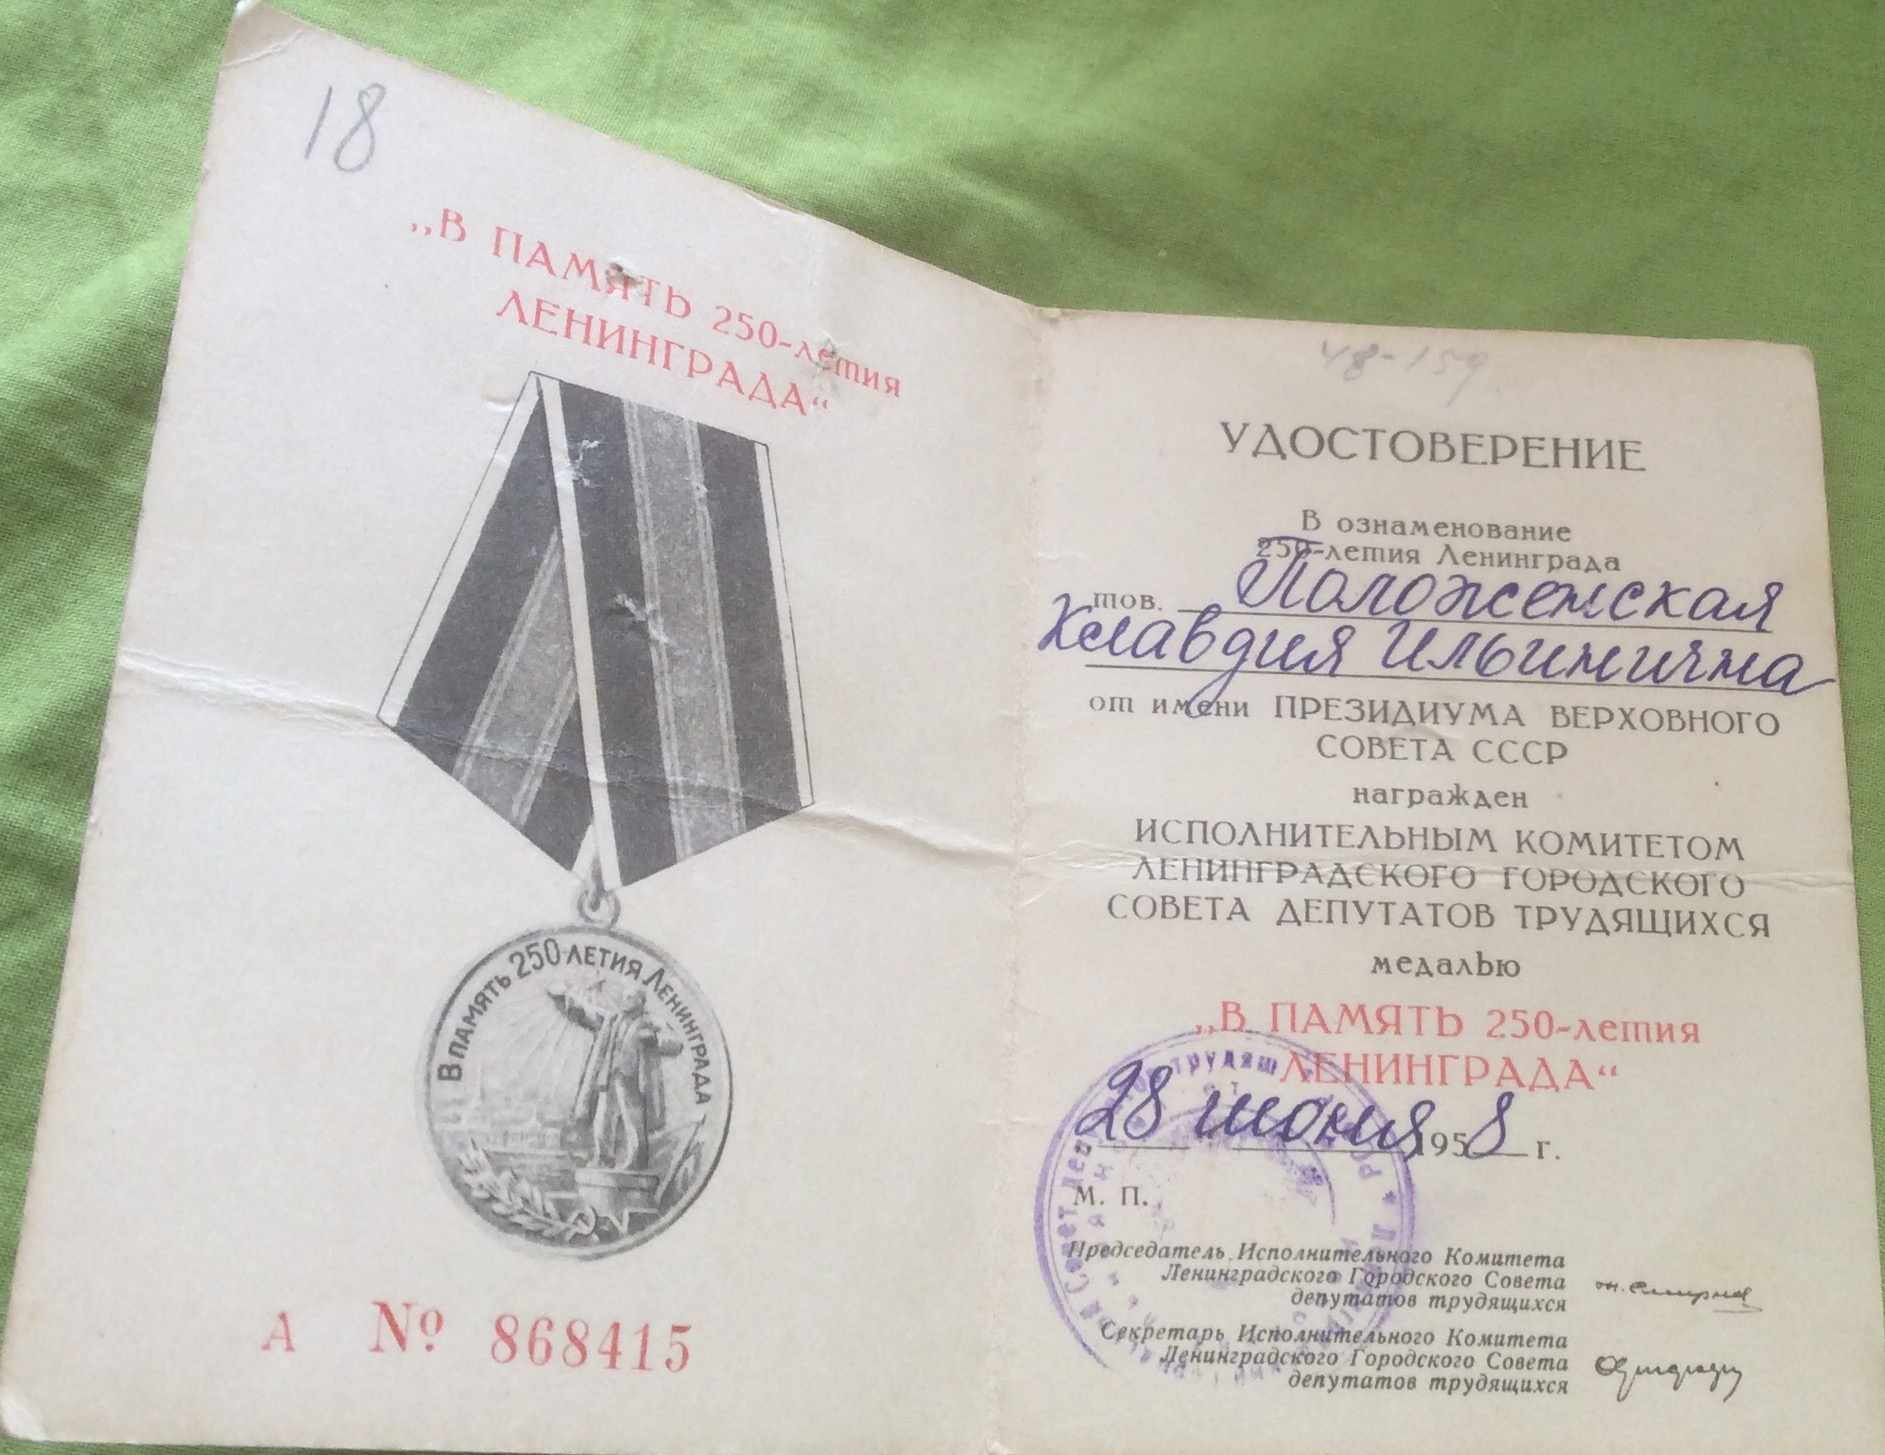 18
„В ПАМЯТЬ 250-летия
ЛЕНИНГРАДА“
В ПАМЯТЬ 250-ЛЕТИЯ ЛЕНИНГРАДА
А № 868415
48-159
УДОСТОВЕРЕНИЕ
В ознаменование
250-летия Ленинграда
тов. Положенская
Клавдия Ильинична
от имени ПРЕЗИДИУМА ВЕРХОВНОГО
СОВЕТА СССР
награжден
ИСПОЛНИТЕЛЬНЫМ КОМИТЕТОМ
ЛЕНИНГРАДСКОГО ГОРОДСКОГО
СОВЕТА ДЕПУТАТОВ ТРУДЯЩИХСЯ
медалью
„В ПАМЯТЬ 250-летия
ЛЕНИНГРАДА“
28 июня 1958 г.
М. П.
Председатель Исполнительного Комитета
Ленинградского Городского Совета
депутатов трудящихся
Секретарь Исполнительного Комитета
Ленинградского Городского Совета
депутатов трудящихся